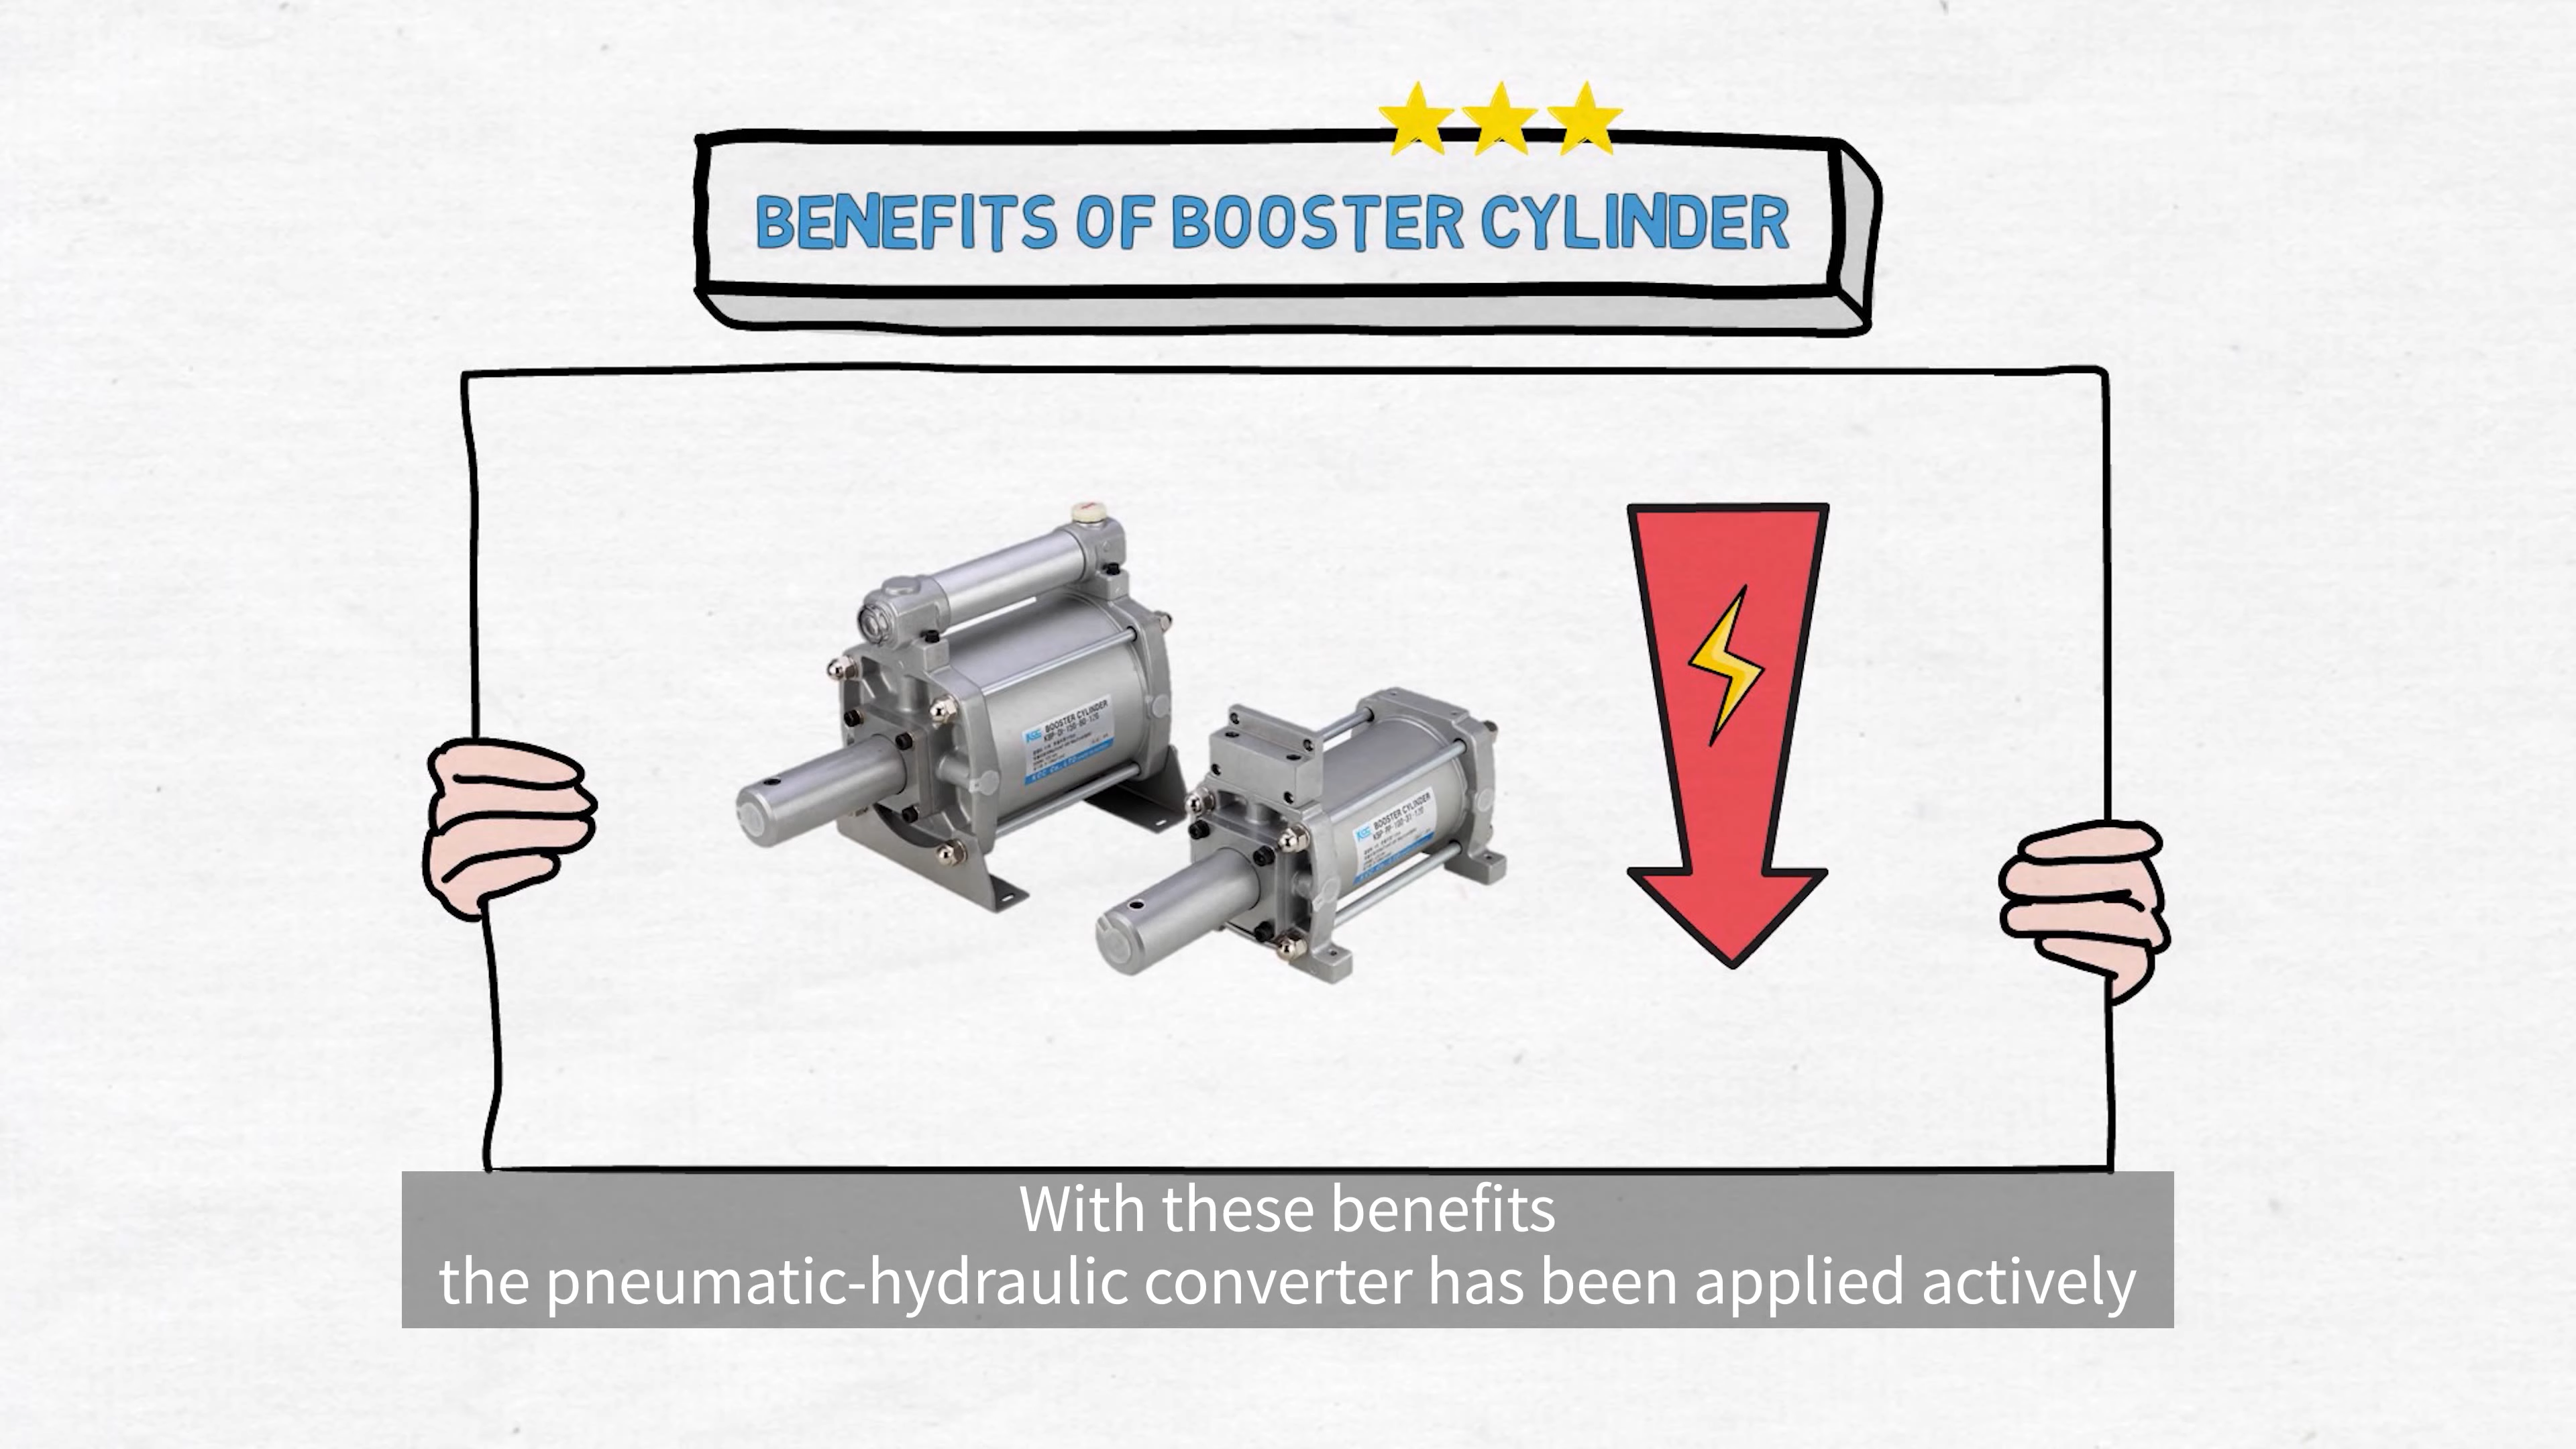 BENEFITS OF BOOSTER CYLINDER
KCC
BOOSTER CYLINDER
BOOSTER CYLINDER
With these benefits
the pneumatic-hydraulic converter has been applied actively